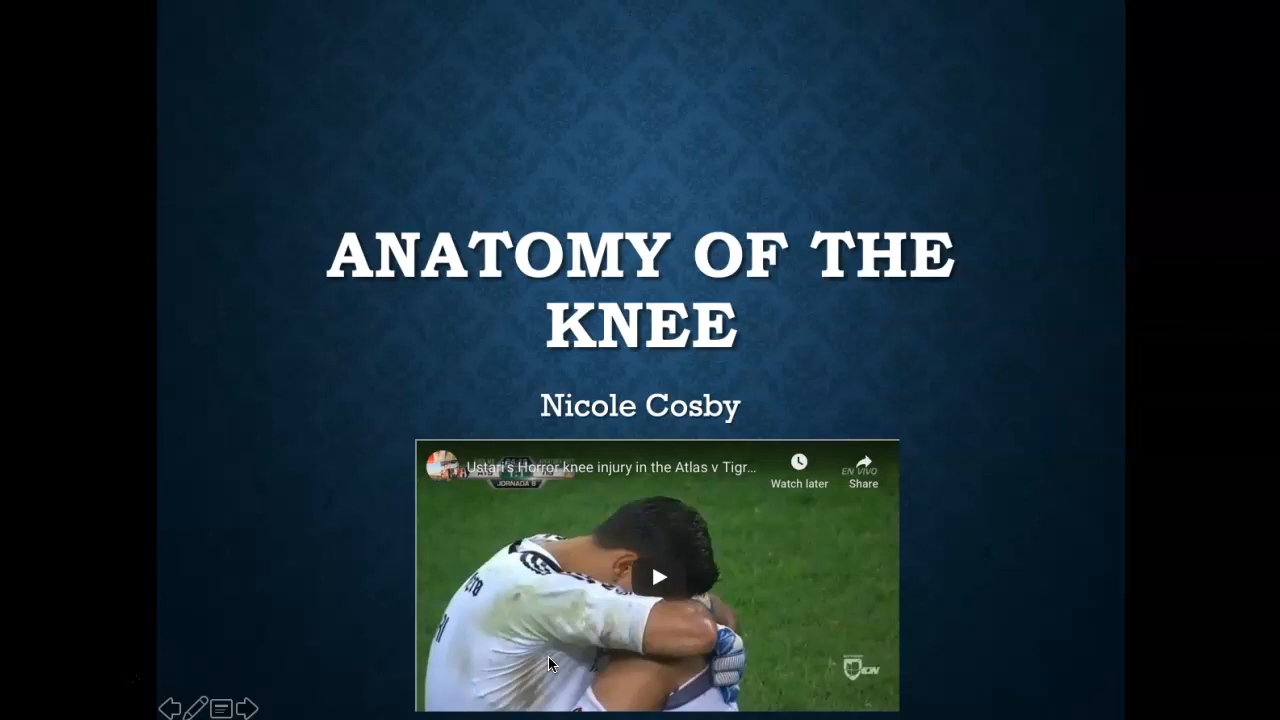 ANATOMY OF THE
KNEE
Nicole Cosby
Ustari's Horror knee injury in the Atlas v Tigr...
Watch later
EN VIVO
Share
JORNADA 8